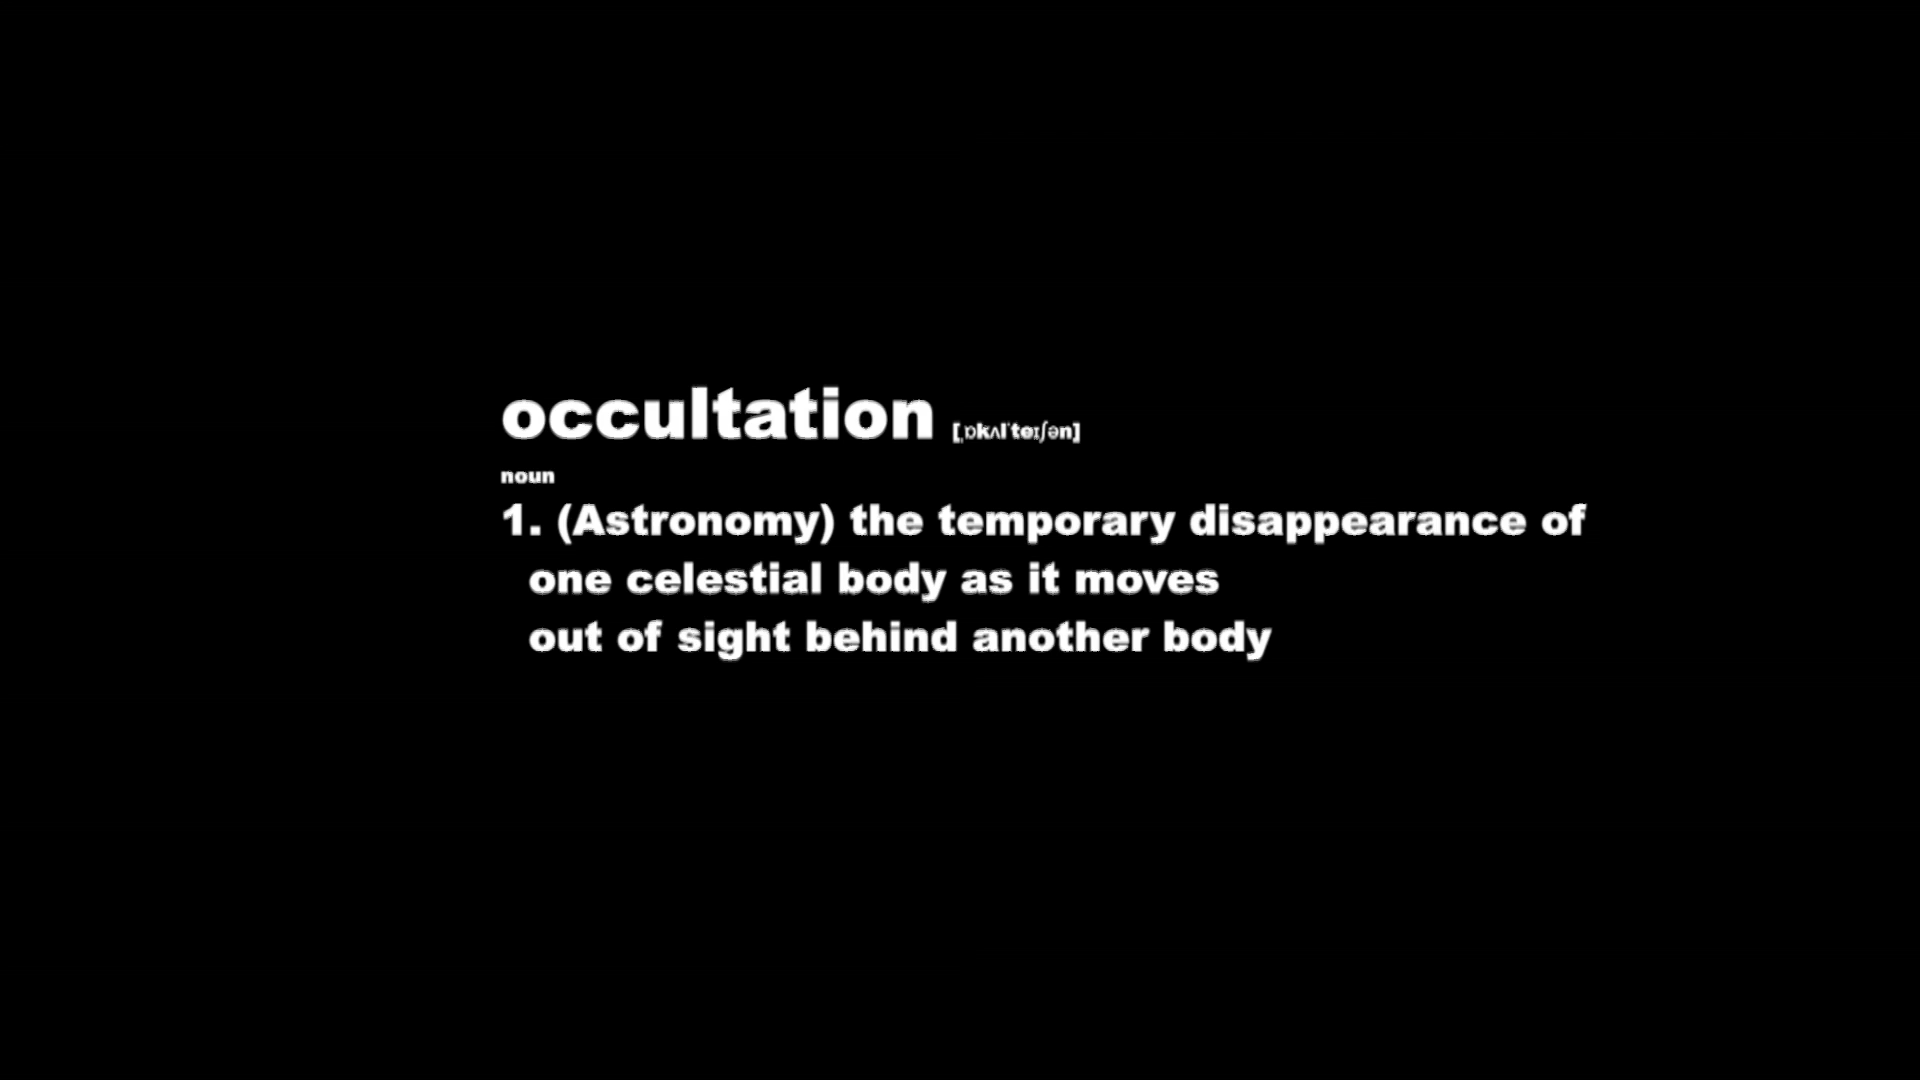 occultation [ˌɒkʌlˈteɪʃən]
noun
1. (Astronomy) the temporary disappearance of
one celestial body as it moves
out of sight behind another body